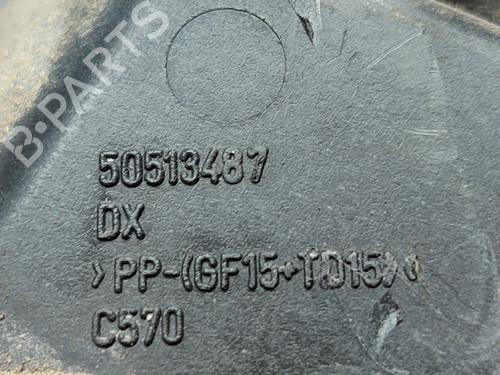 B-PARTS
50513487
DX
>PP-(GF15+TD15)<
C570